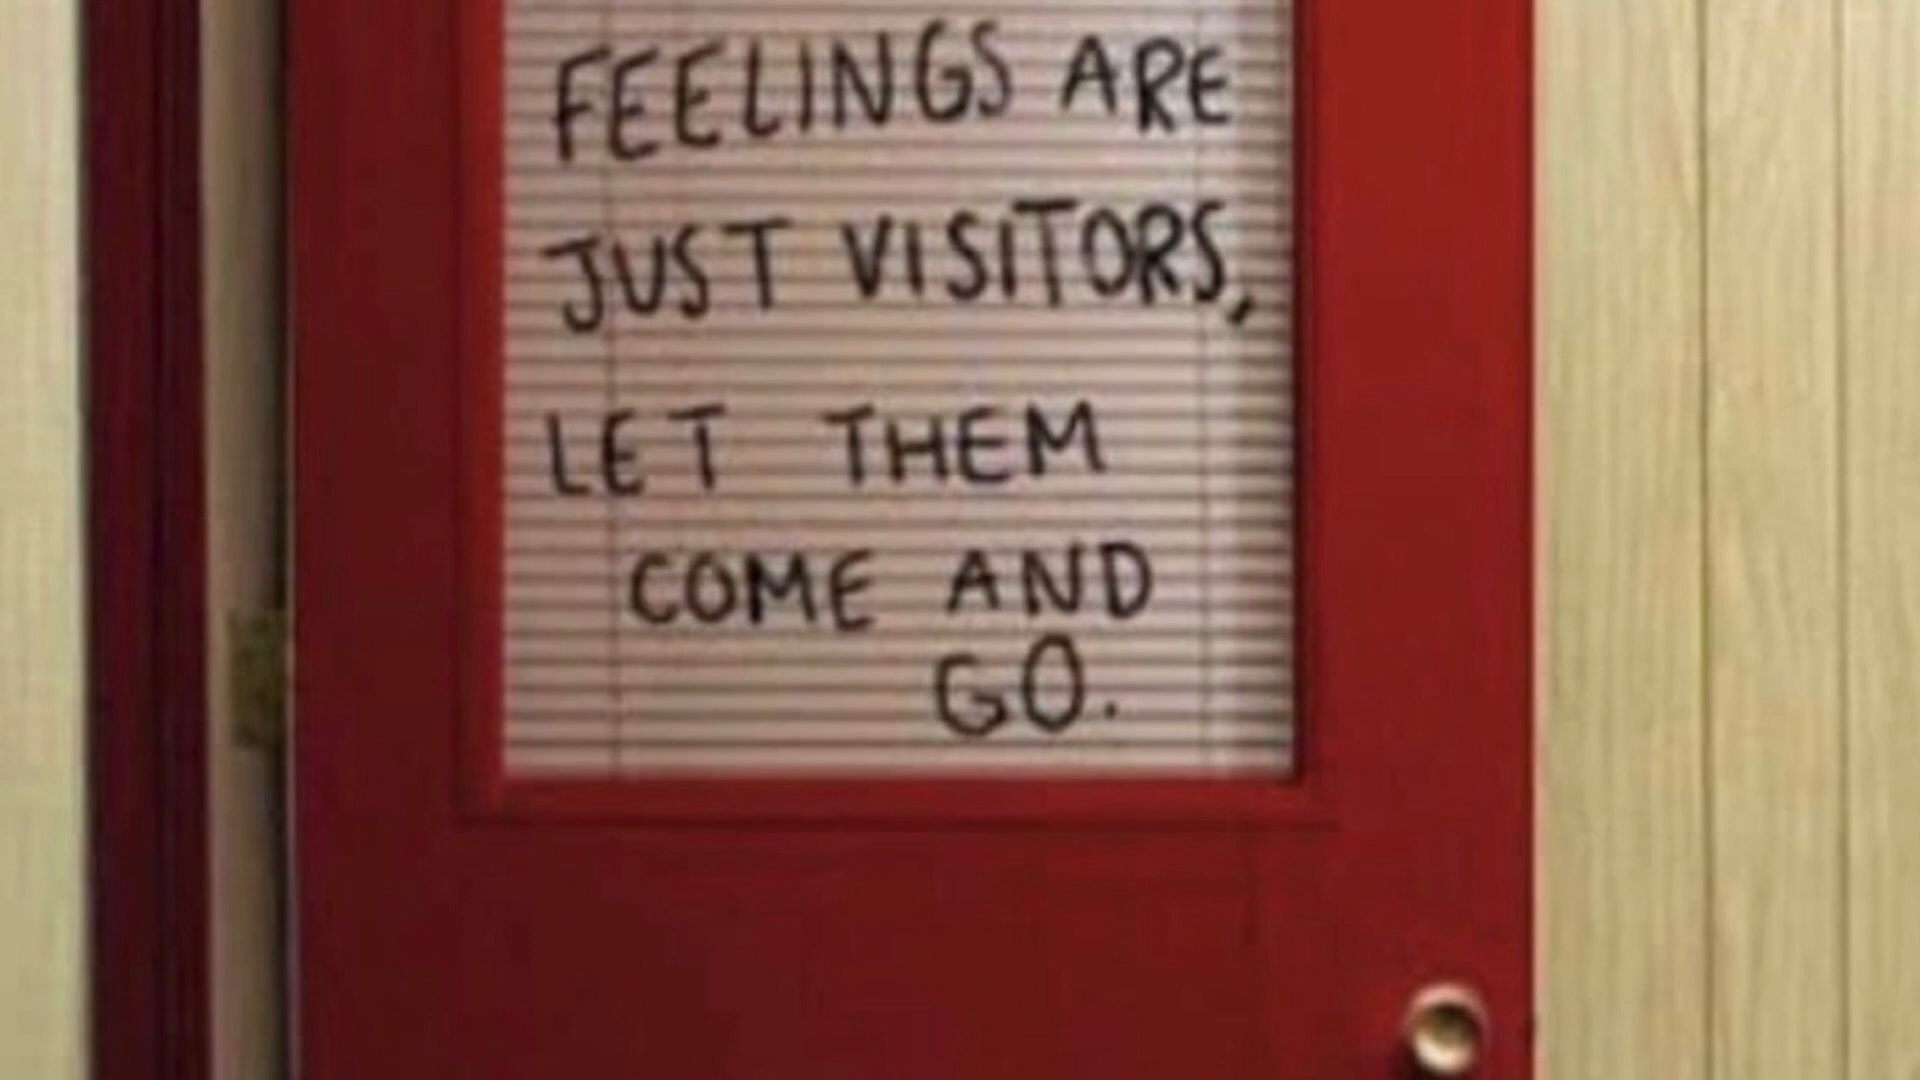 FEELINGS ARE
JUST VISITORS,
LET THEM
COME AND
GO.